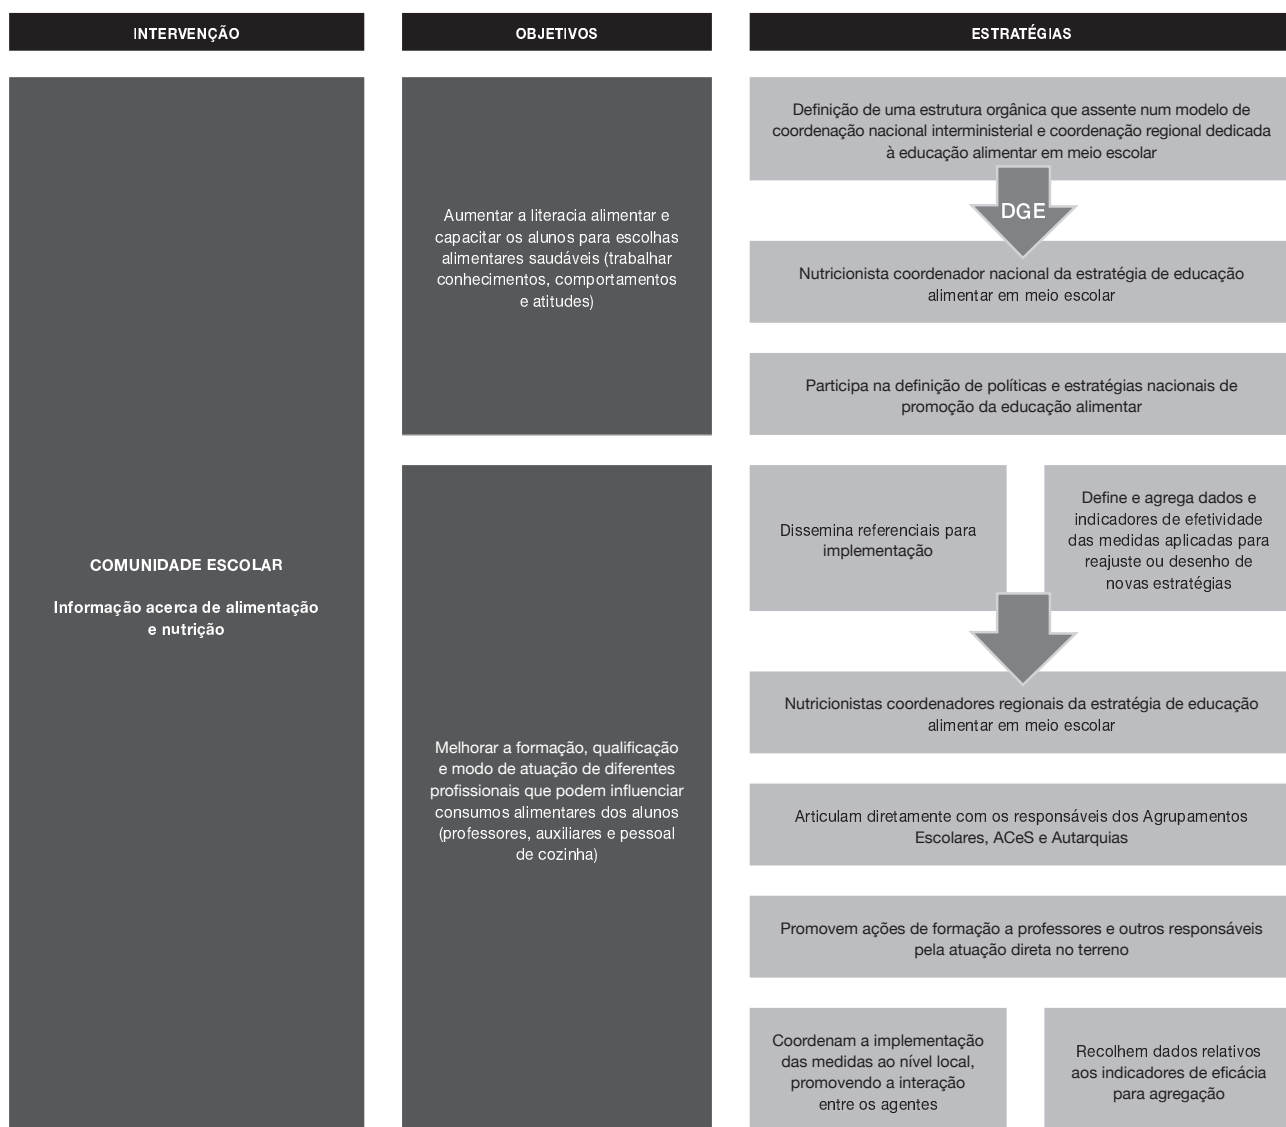 INTERVENÇÃO
OBJETIVOS
ESTRATÉGIAS
COMUNIDADE ESCOLAR
Informação acerca de alimentação
e nutrição
Aumentar a literacia alimentar e
capacitar os alunos para escolhas
alimentares saudáveis (trabalhar
conhecimentos, comportamentos
e atitudes)
Melhorar a formação, qualificação
e modo de atuação de diferentes
profissionais que podem influenciar
consumos alimentares dos alunos
(professores, auxiliares e pessoal
de cozinha)
Definição de uma estrutura orgânica que assente num modelo de
coordenação nacional interministerial e coordenação regional dedicada
à educação alimentar em meio escolar
DGE
Nutricionista coordenador nacional da estratégia de educação
alimentar em meio escolar
Participa na definição de políticas e estratégias nacionais de
promoção da educação alimentar
Dissemina referenciais para
implementação
Define e agrega dados e
indicadores de efetividade
das medidas aplicadas para
reajuste ou desenho de
novas estratégias
Nutricionistas coordenadores regionais da estratégia de educação
alimentar em meio escolar
Articulam diretamente com os responsáveis dos Agrupamentos
Escolares, ACeS e Autarquias
Promovem ações de formação a professores e outros responsáveis
pela atuação direta no terreno
Coordenam a implementação
das medidas ao nível local,
promovendo a interação
entre os agentes
Recolhem dados relativos
aos indicadores de eficácia
para agregação